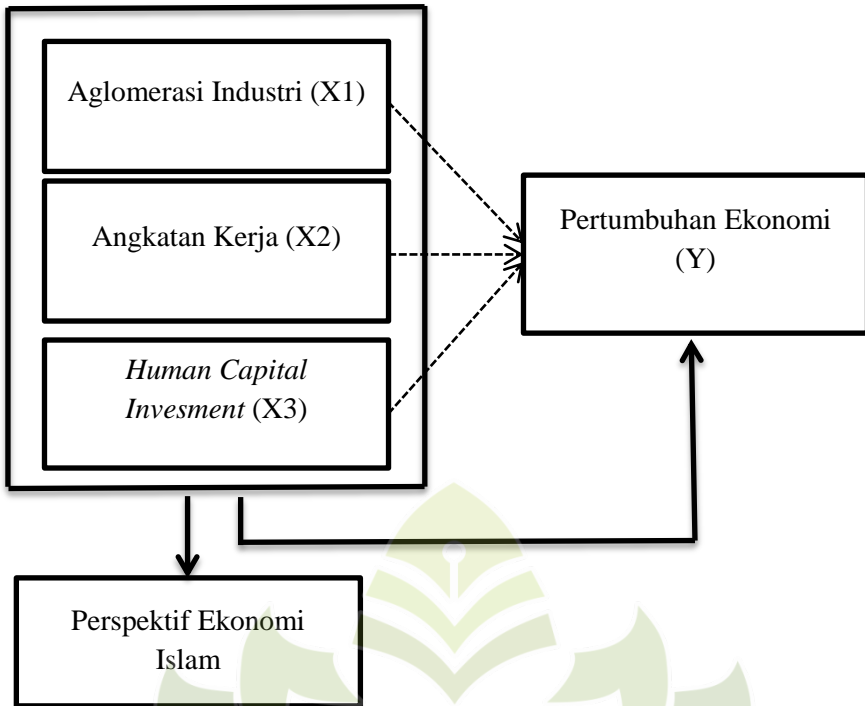 Aglomerasi Industri (X1)
Angkatan Kerja (X2)
Human Capital
Invesment (X3)
Pertumbuhan Ekonomi
(Y)
Perspektif Ekonomi
Islam